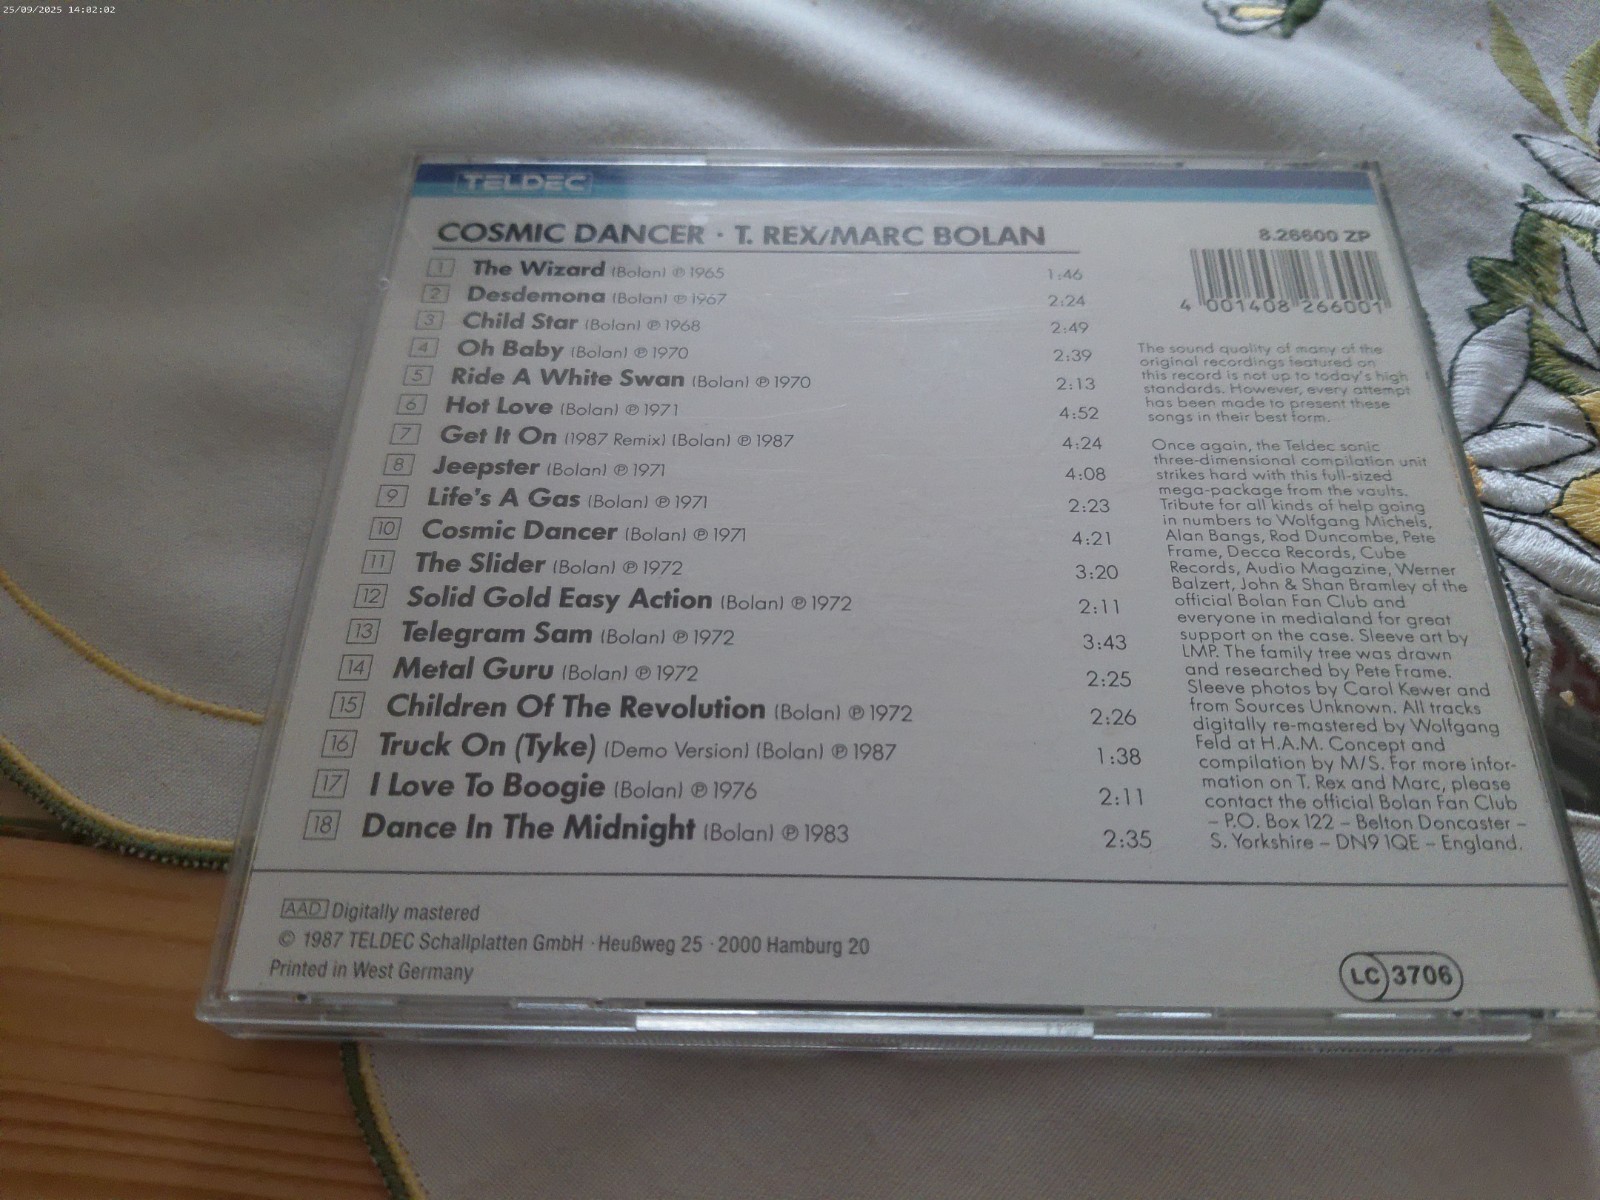 25/09/2025 14:02:02
TELDEC
COSMIC DANCER · T. REX/MARC BOLAN
8.26600 ZP
1 The Wizard (Bolan) ℗ 1965 1:46
2 Desdemona (Bolan) ℗ 1967 2:24
3 Child Star (Bolan) ℗ 1968 2:49
4 Oh Baby (Bolan) ℗ 1970 2:39
5 Ride A White Swan (Bolan) ℗ 1970 2:13
6 Hot Love (Bolan) ℗ 1971 4:52
7 Get It On (1987 Remix) (Bolan) ℗ 1987 4:24
8 Jeepster (Bolan) ℗ 1971 4:08
9 Life's A Gas (Bolan) ℗ 1971 2:23
10 Cosmic Dancer (Bolan) ℗ 1971 4:21
11 The Slider (Bolan) ℗ 1972 3:20
12 Solid Gold Easy Action (Bolan) ℗ 1972 2:11
13 Telegram Sam (Bolan) ℗ 1972 3:43
14 Metal Guru (Bolan) ℗ 1972 2:25
15 Children Of The Revolution (Bolan) ℗ 1972 2:26
16 Truck On (Tyke) (Demo Version) (Bolan) ℗ 1987 1:38
17 I Love To Boogie (Bolan) ℗ 1976 2:11
18 Dance In The Midnight (Bolan) ℗ 1983 2:35
4 001408 266001
The sound quality of many of the
original recordings featured on
this record is not up to today's high
standards. However, every attempt
has been made to present these
songs in their best form.
Once again, the Teldec sonic
three-dimensional compilation unit
strikes hard with this full-sized
mega-package from the vaults.
Tribute for all kinds of help going
in numbers to Wolfgang Michels,
Alan Bangs, Rod Duncombe, Pete
Frame, Decca Records, Cube
Records, Audio Magazine, Werner
Balzert, John & Shan Bramley of the
official Bolan Fan Club and
everyone in medialand for great
support on the case. Sleeve art by
LMP. The family tree was drawn
and researched by Pete Frame.
Sleeve photos by Carol Kewer and
from Sources Unknown. All tracks
digitally re-mastered by Wolfgang
Feld at H.A.M. Concept and
compilation by M/S. For more infor-
mation on T. Rex and Marc, please
contact the official Bolan Fan Club
– P.O. Box 122 – Belton Doncaster –
S. Yorkshire – DN9 1QE – England.
AAD Digitally mastered
© 1987 TELDEC Schallplatten GmbH · Heußweg 25 · 2000 Hamburg 20
Printed in West Germany
LC 3706